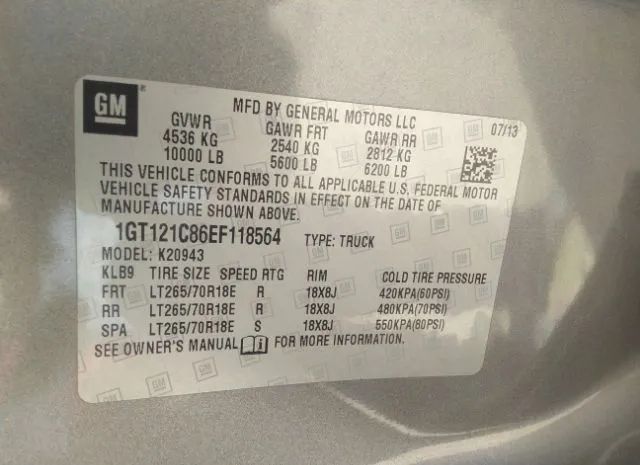 GM
MFD BY GENERAL MOTORS LLC 07/13
GVWR GAWR FRT GAWR RR
4536 KG 2540 KG 2812 KG
10000 LB 5600 LB 6200 LB
THIS VEHICLE CONFORMS TO ALL APPLICABLE U.S. FEDERAL MOTOR
VEHICLE SAFETY STANDARDS IN EFFECT ON THE DATE OF
MANUFACTURE SHOWN ABOVE.
1GT121C86EF118564 TYPE: TRUCK
MODEL: K20943
KLB9 TIRE SIZE SPEED RTG RIM COLD TIRE PRESSURE
FRT LT265/70R18E R 18X8J 420KPA(60PSI)
RR LT265/70R18E R 18X8J 480KPA(70PSI)
SPA LT265/70R18E S 18X8J 550KPA(80PSI)
SEE OWNER'S MANUAL FOR MORE INFORMATION.